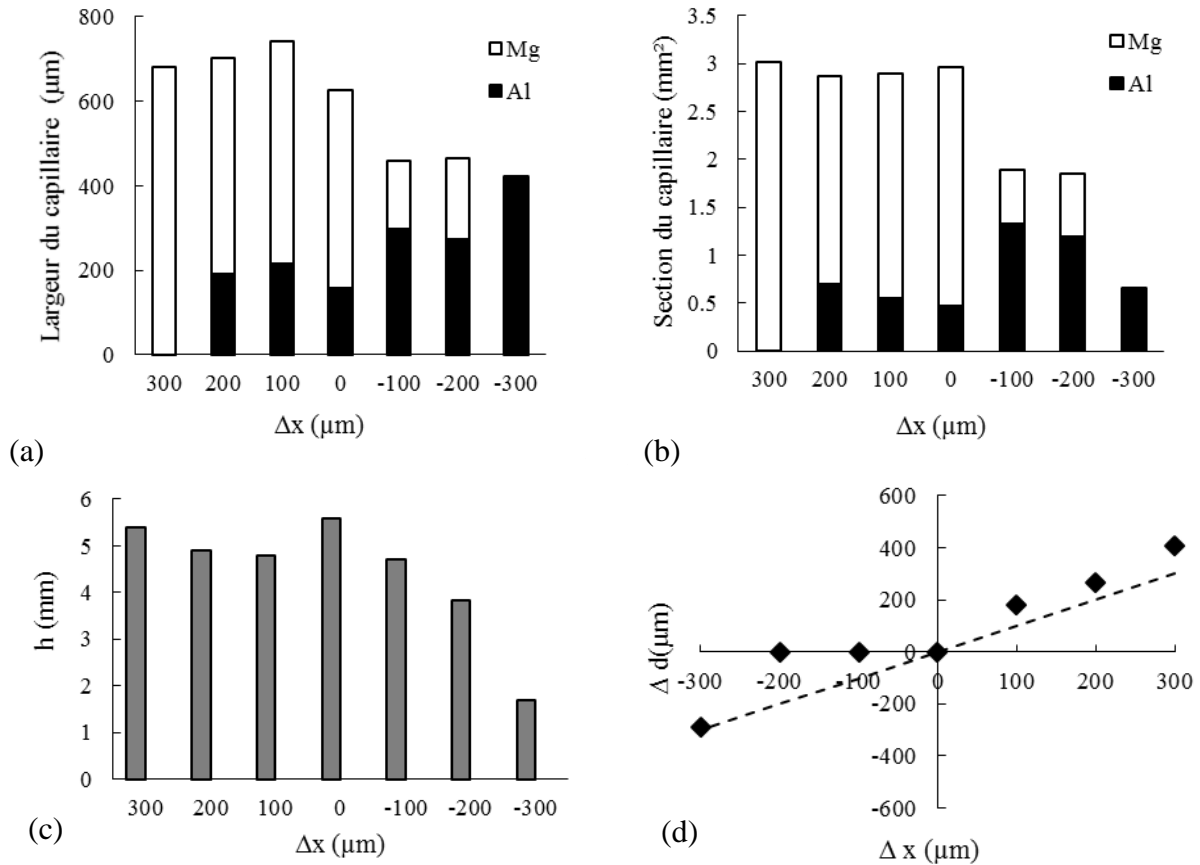 800
600
400
200
0
Largeur du capillaire (µm)
Mg
Al
300 200 100 0 -100 -200 -300
Δx (µm)
(a)
3.5
3
2.5
2
1.5
1
0.5
0
Section du capillaire (mm²)
Mg
Al
300 200 100 0 -100 -200 -300
Δx (µm)
(b)
6
5
4
3
2
1
0
h (mm)
300 200 100 0 -100 -200 -300
Δx (µm)
(c)
600
400
200
0
-200
-400
-600
Δ d(µm)
-300 -200 -100 0 100 200 300
Δ x (µm)
(d)